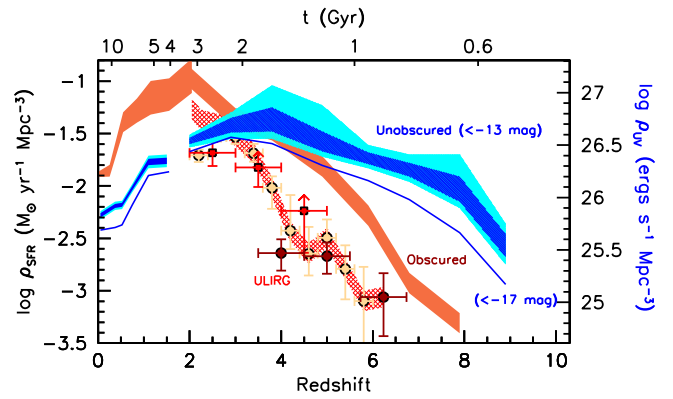 t (Gyr)
10 5 4 3 2 1 0.6
log ρSFR (M⊙ yr⁻¹ Mpc⁻³)
-1
-1.5
-2
-2.5
-3
-3.5
27
26.5
26
25.5
25
log ρUV (ergs s⁻¹ Mpc⁻³)
Unobscured (<-13 mag)
Obscured
ULIRG
(<-17 mag)
0 2 4 6 8 10
Redshift